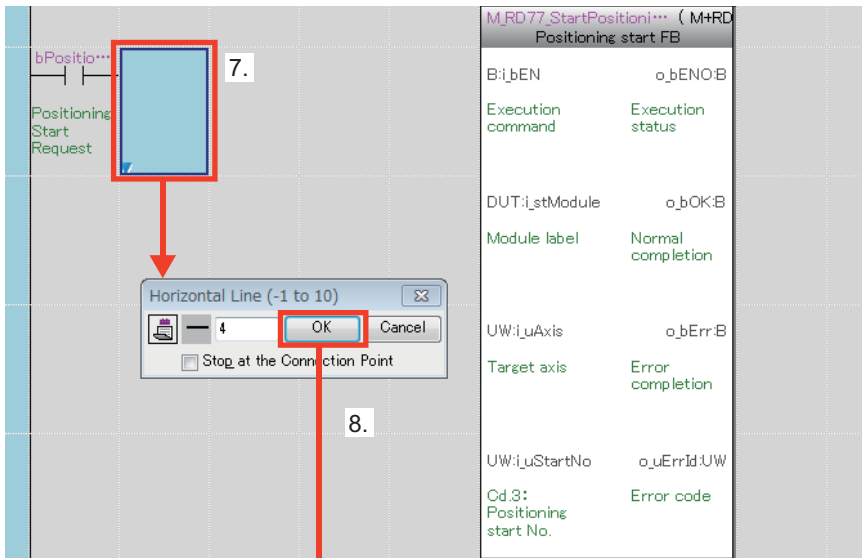 M_RD77_StartPositioni… ( M+RD
Positioning start FB
bPositio…
7.
B:i_bEN o_bENO:B
Positioning
Start
Request
Execution
command
Execution
status
DUT:i_stModule o_bOK:B
Module label
Normal
completion
Horizontal Line (-1 to 10)
4 OK Cancel
Stop at the Connection Point
UW:i_uAxis o_bErr:B
Target axis
Error
completion
8.
UW:i_uStartNo o_uErrId:UW
Cd.3:
Positioning
start No.
Error code